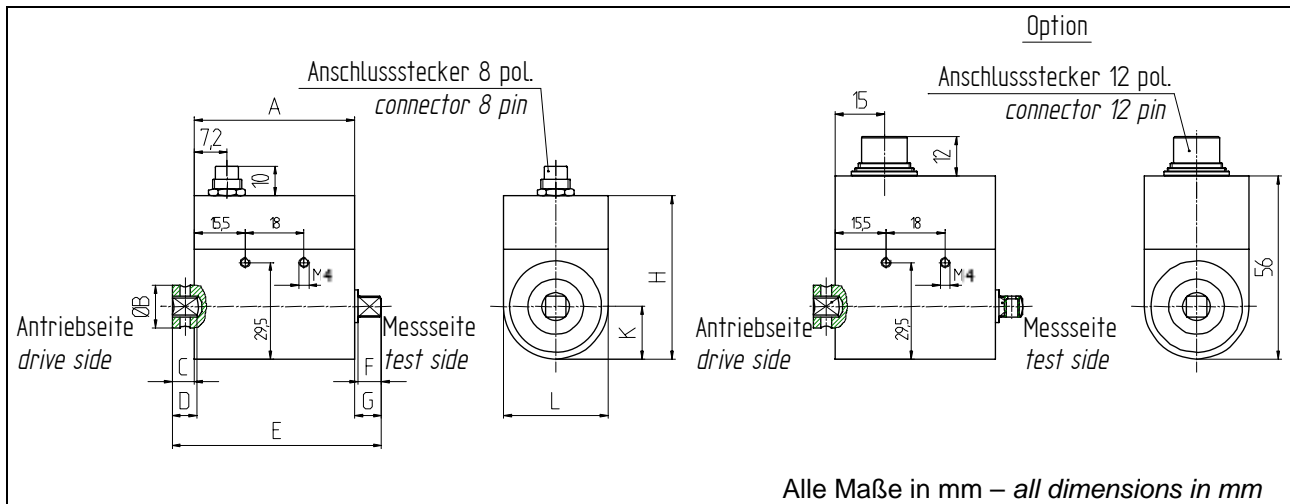 Option
Anschlussstecker 8 pol.
connector 8 pin
Anschlussstecker 12 pol.
connector 12 pin
A
7,2
10
15
12
15,5
18
M4
29,5
ØB
Antriebseite
drive side
Messseite
test side
C
D
E
F
G
H
K
L
15,5
18
M4
29,5
Antriebseite
drive side
Messseite
test side
56
Alle Maße in mm – all dimensions in mm